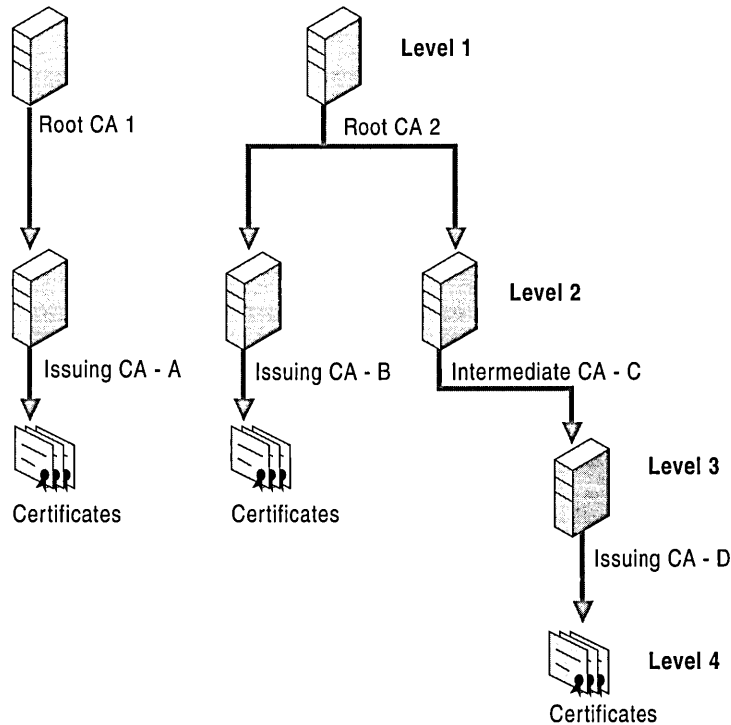 Level 1
Root CA 1
Root CA 2
Level 2
Issuing CA - A
Issuing CA - B
Intermediate CA - C
Level 3
Certificates
Certificates
Issuing CA - D
Level 4
Certificates